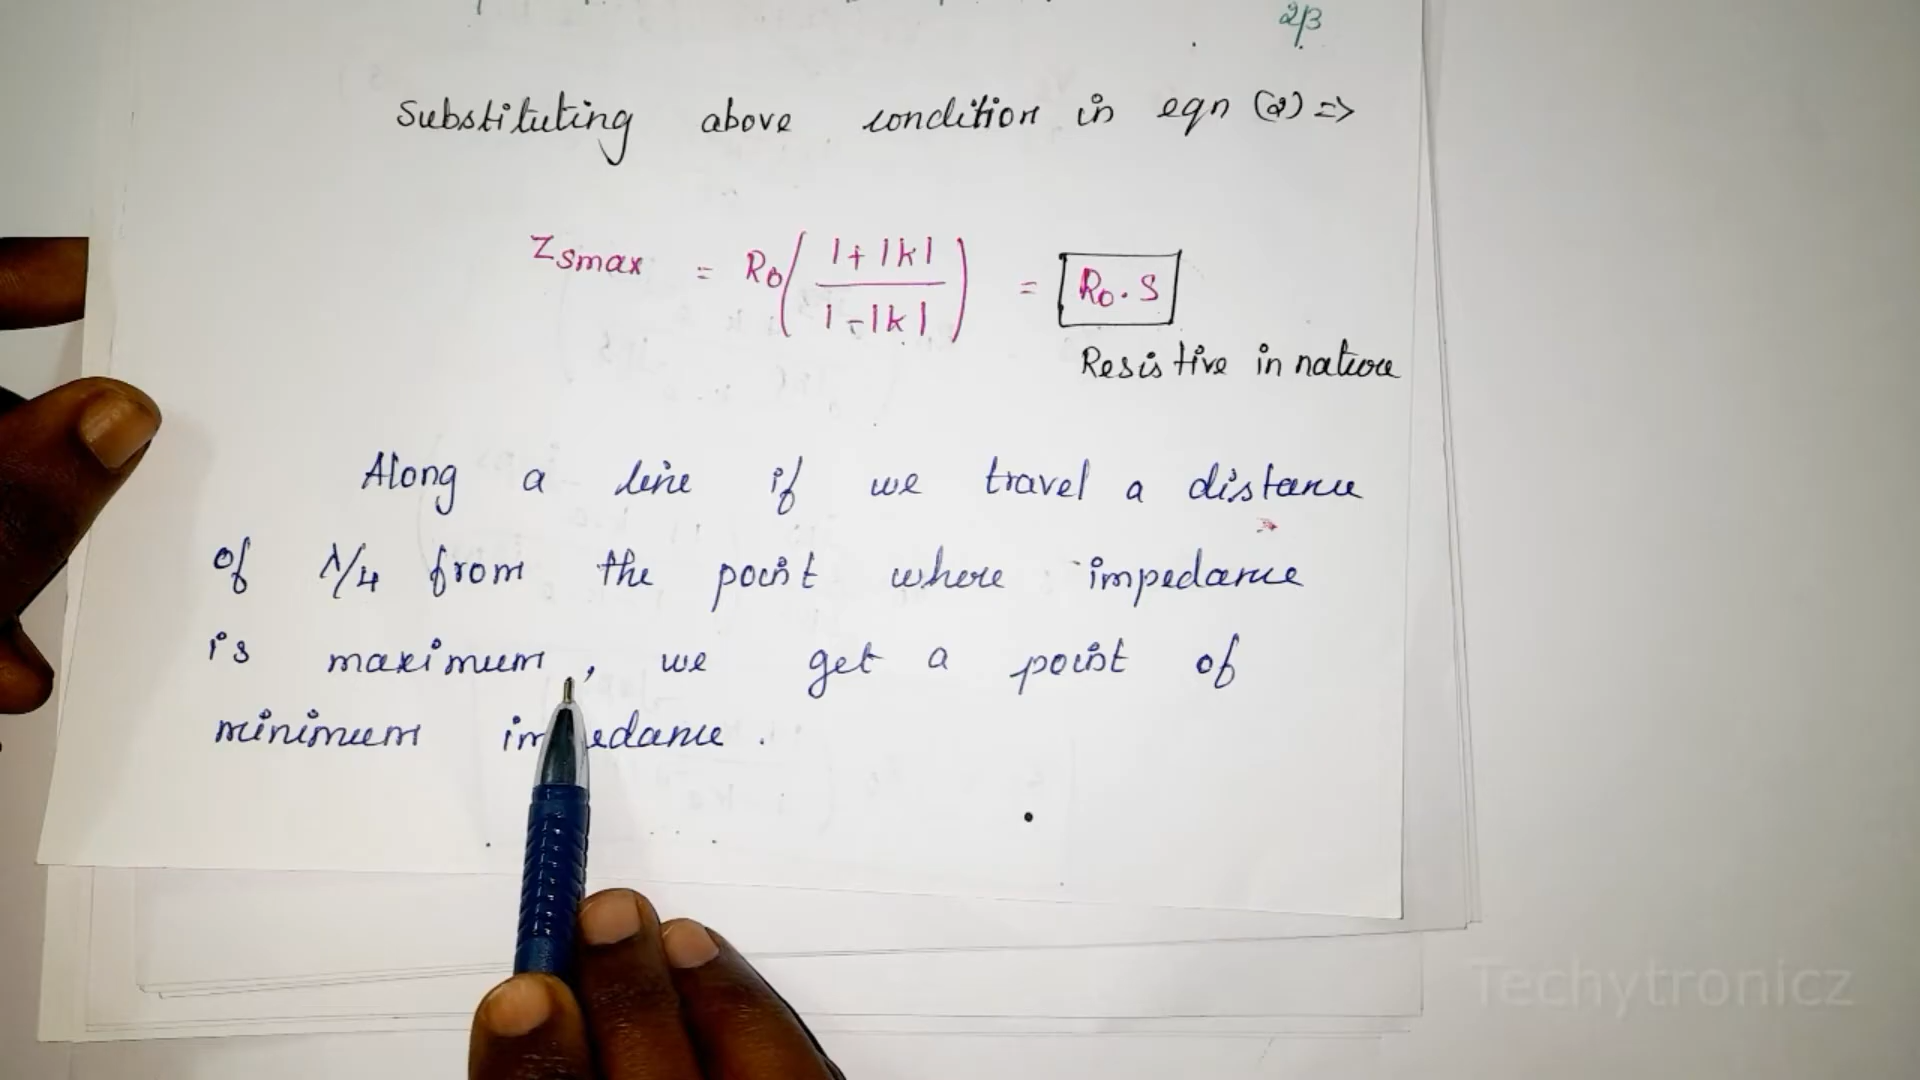 2β
Substituting above condition in eqn (2) =>
Zsmax = R0 ( 1+|k| / 1-|k| ) = R0 . S
Resistive in nature
Along a line if we travel a distance
of λ/4 from the point where impedance
is maximum, we get a point of
minimum impedance .
Techytronicz